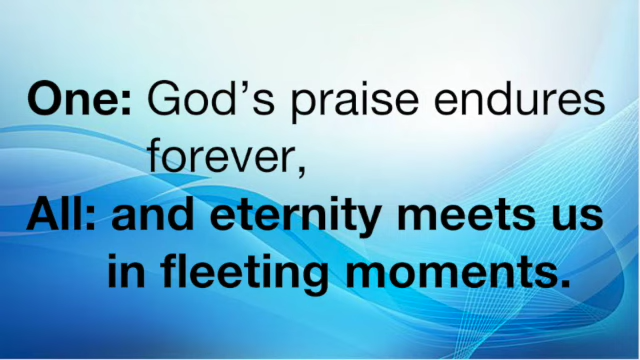 One: God's praise endures
forever,
All: and eternity meets us
in fleeting moments.